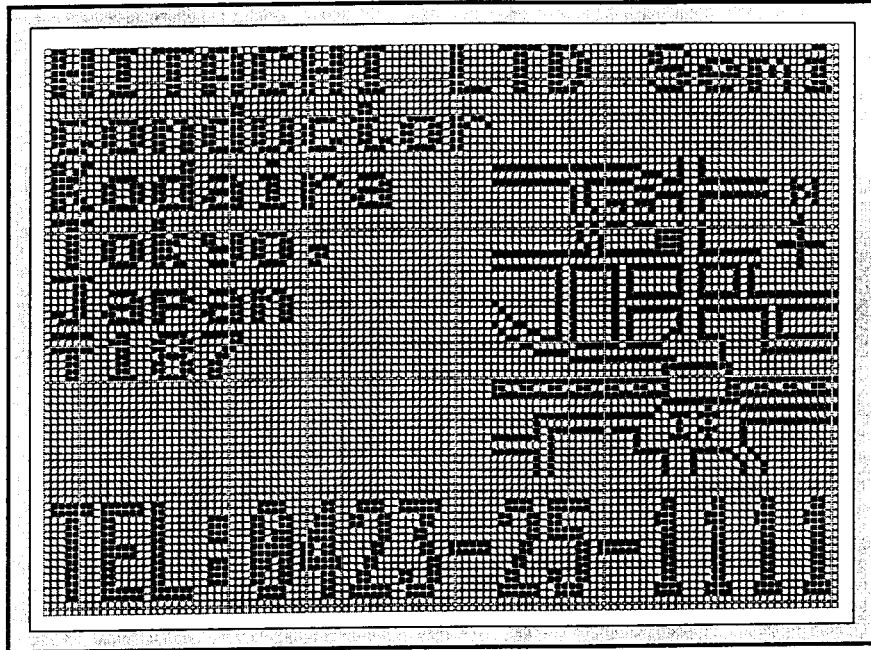 HITACHI LTD Semi
conductor
Kodaira
Tokyo,
Japan
TEL:0423-25-1111